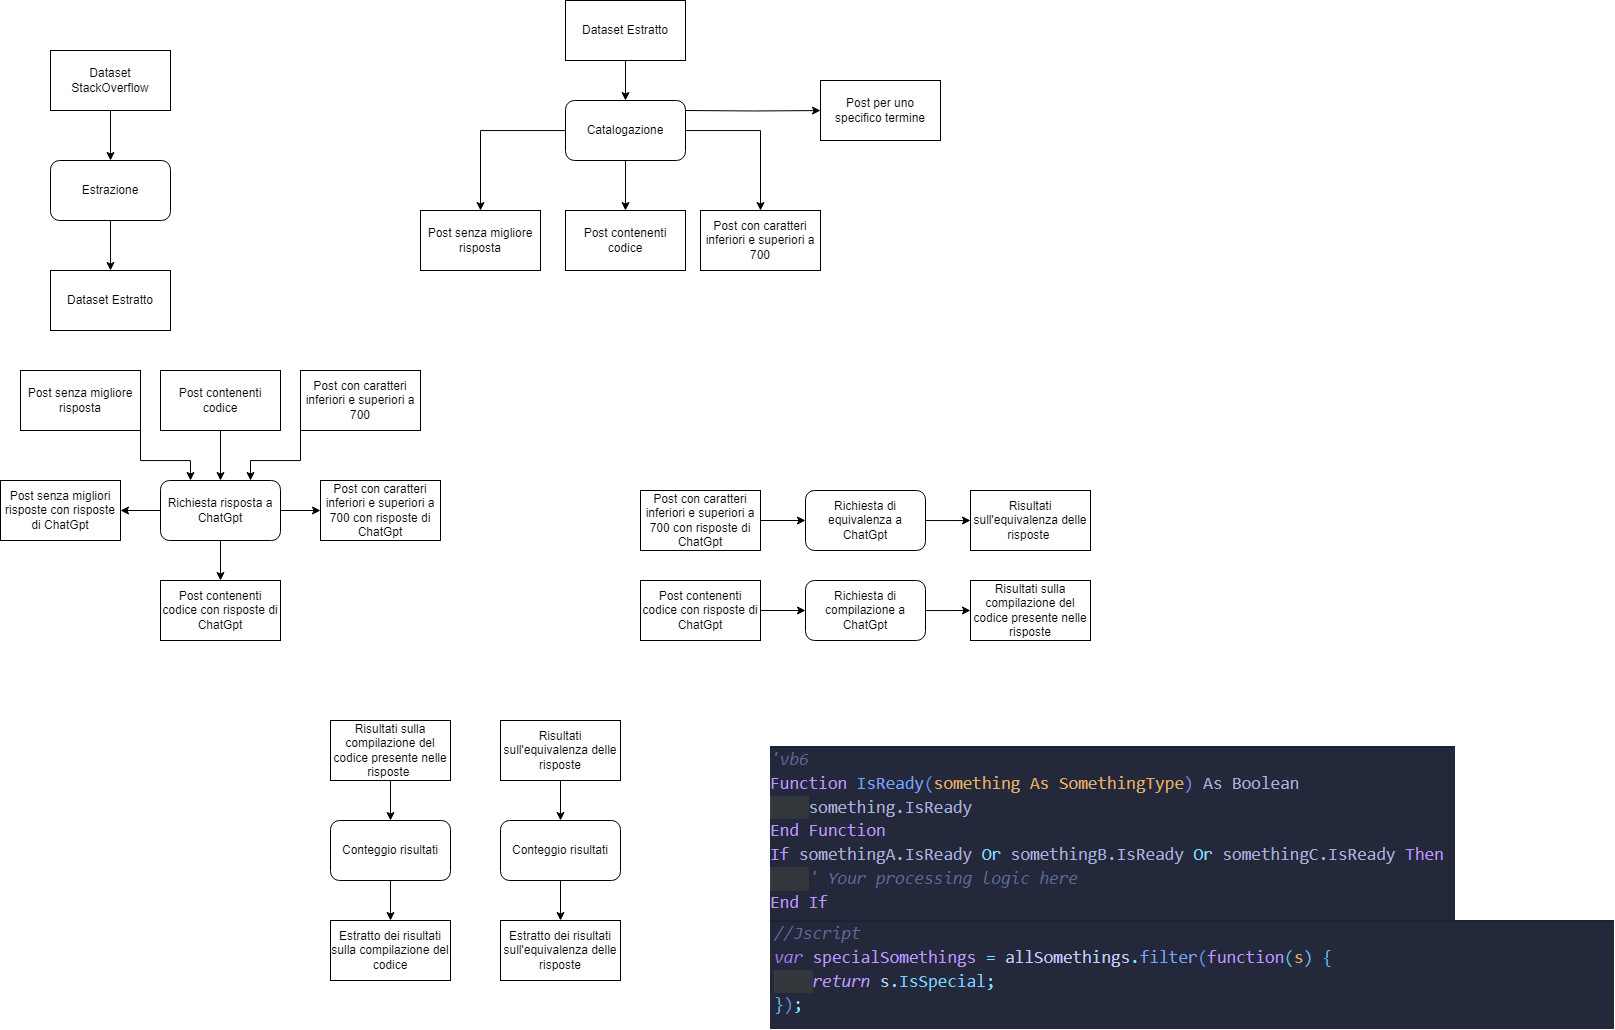 Dataset
StackOverflow
Estrazione
Dataset Estratto
Dataset Estratto
Catalogazione
Post per uno
specifico termine
Post senza migliore
risposta
Post contenenti
codice
Post con caratteri
inferiori e superiori a
700
Post senza migliore
risposta
Post contenenti
codice
Post con caratteri
inferiori e superiori a
700
Post senza migliori
risposte con risposte
di ChatGpt
Richiesta risposta a
ChatGpt
Post con caratteri
inferiori e superiori a
700 con risposte di
ChatGpt
Post contenenti
codice con risposte di
ChatGpt
Post con caratteri
inferiori e superiori a
700 con risposte di
ChatGpt
Richiesta di
equivalenza a
ChatGpt
Risultati
sull'equivalenza delle
risposte
Post contenenti
codice con risposte di
ChatGpt
Richiesta di
compilazione a
ChatGpt
Risultati sulla
compilazione del
codice presente nelle
risposte
Risultati sulla
compilazione del
codice presente nelle
risposte
Conteggio risultati
Estratto dei risultati
sulla compilazione del
codice
Risultati
sull'equivalenza delle
risposte
Conteggio risultati
Estratto dei risultati
sull'equivalenza delle
risposte
'vb6
Function IsReady(something As SomethingType) As Boolean
something.IsReady
End Function
If somethingA.IsReady Or somethingB.IsReady Or somethingC.IsReady Then
' Your processing logic here
End If
//Jscript
var specialSomethings = allSomethings.filter(function(s) {
return s.IsSpecial;
});